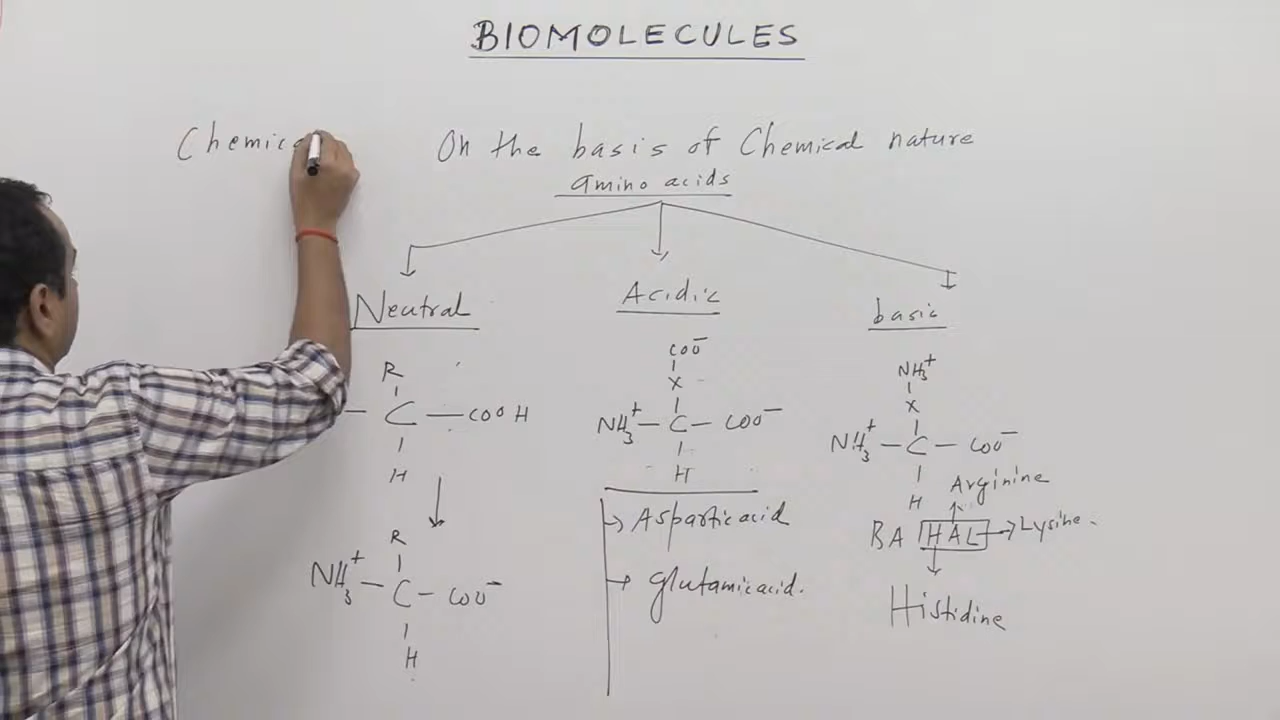 BIOMOLECULES
Chemic
On the basis of Chemical nature
amino acids
Neutral
Acidic
basic
R
C
COOH
H
R
NH3+ — C — COO−
H
COO−
X
NH3+ — C — COO−
H
Aspartic acid
glutamic acid.
NH3+
X
NH3+ — C — COO−
H
Arginine
BA HAL → Lysine.
Histidine